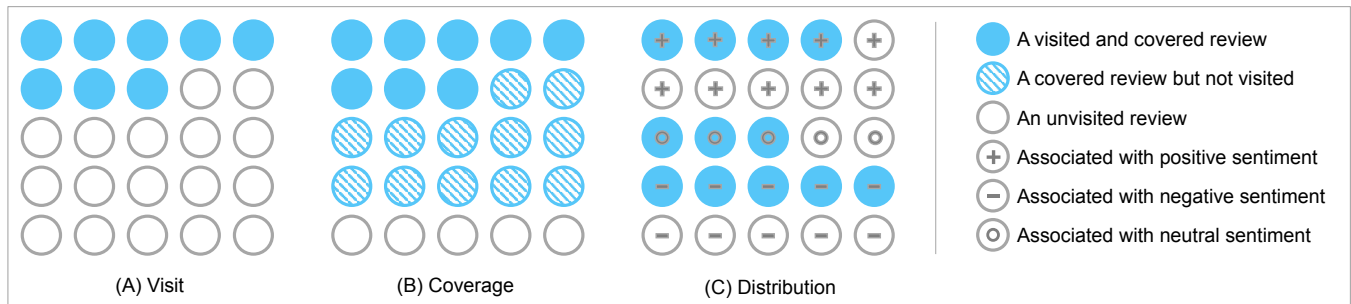 A visited and covered review
A covered review but not visited
An unvisited review
Associated with positive sentiment
Associated with negative sentiment
Associated with neutral sentiment
(A) Visit
(B) Coverage
(C) Distribution